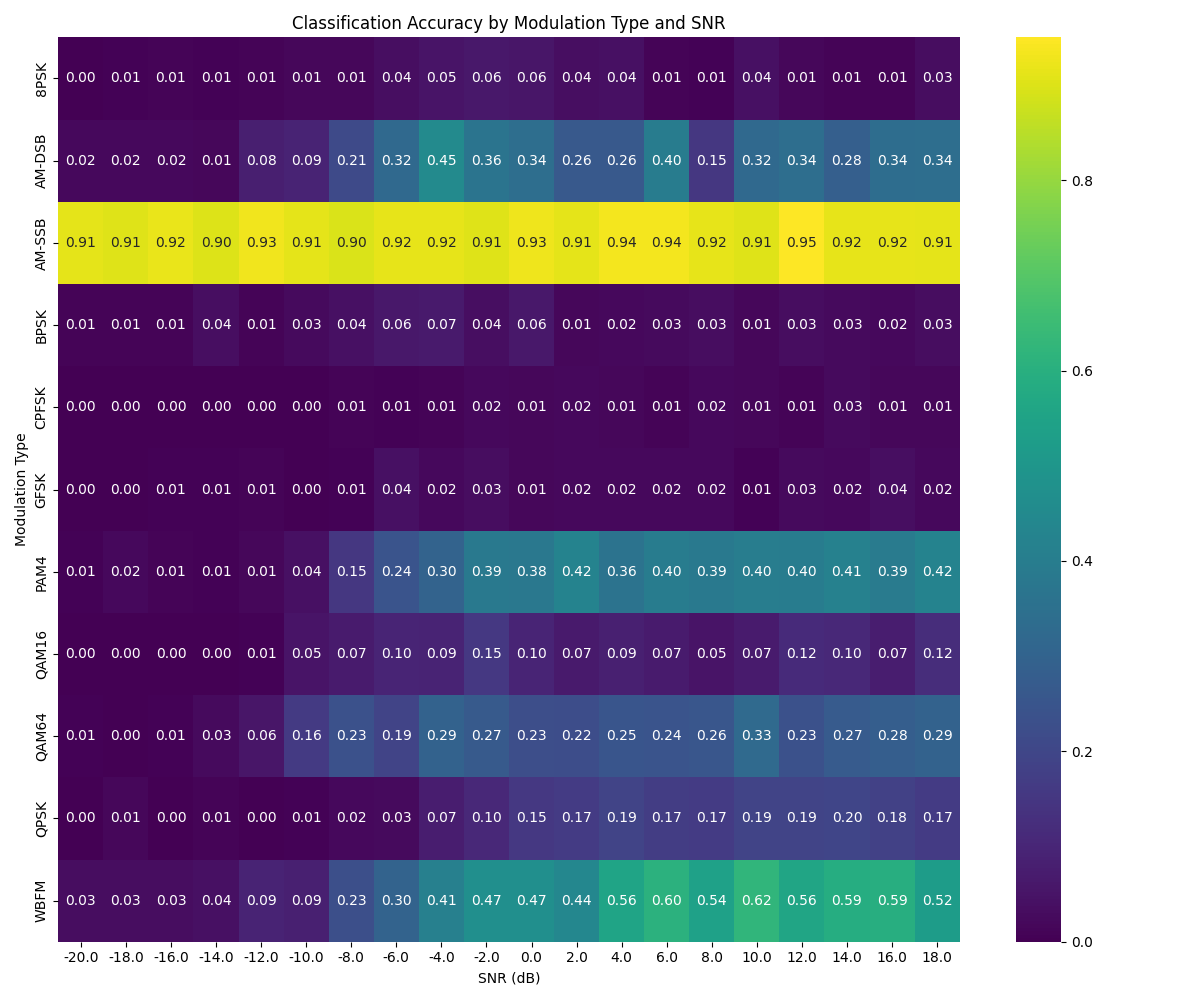 Classification Accuracy by Modulation Type and SNR
8PSK 0.00 0.01 0.01 0.01 0.01 0.01 0.01 0.04 0.05 0.06 0.06 0.04 0.04 0.01 0.01 0.04 0.01 0.01 0.01 0.03
AM-DSB 0.02 0.02 0.02 0.01 0.08 0.09 0.21 0.32 0.45 0.36 0.34 0.26 0.26 0.40 0.15 0.32 0.34 0.28 0.34 0.34
AM-SSB 0.91 0.91 0.92 0.90 0.93 0.91 0.90 0.92 0.92 0.91 0.93 0.91 0.94 0.94 0.92 0.91 0.95 0.92 0.92 0.91
BPSK 0.01 0.01 0.01 0.04 0.01 0.03 0.04 0.06 0.07 0.04 0.06 0.01 0.02 0.03 0.03 0.01 0.03 0.03 0.02 0.03
CPFSK 0.00 0.00 0.00 0.00 0.00 0.00 0.01 0.01 0.01 0.02 0.01 0.02 0.01 0.01 0.02 0.01 0.01 0.03 0.01 0.01
GFSK 0.00 0.00 0.01 0.01 0.01 0.00 0.01 0.04 0.02 0.03 0.01 0.02 0.02 0.02 0.02 0.01 0.03 0.02 0.04 0.02
PAM4 0.01 0.02 0.01 0.01 0.01 0.04 0.15 0.24 0.30 0.39 0.38 0.42 0.36 0.40 0.39 0.40 0.40 0.41 0.39 0.42
QAM16 0.00 0.00 0.00 0.00 0.01 0.05 0.07 0.10 0.09 0.15 0.10 0.07 0.09 0.07 0.05 0.07 0.12 0.10 0.07 0.12
QAM64 0.01 0.00 0.01 0.03 0.06 0.16 0.23 0.19 0.29 0.27 0.23 0.22 0.25 0.24 0.26 0.33 0.23 0.27 0.28 0.29
QPSK 0.00 0.01 0.00 0.01 0.00 0.01 0.02 0.03 0.07 0.10 0.15 0.17 0.19 0.17 0.17 0.19 0.19 0.20 0.18 0.17
WBFM 0.03 0.03 0.03 0.04 0.09 0.09 0.23 0.30 0.41 0.47 0.47 0.44 0.56 0.60 0.54 0.62 0.56 0.59 0.59 0.52
-20.0 -18.0 -16.0 -14.0 -12.0 -10.0 -8.0 -6.0 -4.0 -2.0 0.0 2.0 4.0 6.0 8.0 10.0 12.0 14.0 16.0 18.0
SNR (dB)
Modulation Type
0.8
0.6
0.4
0.2
0.0